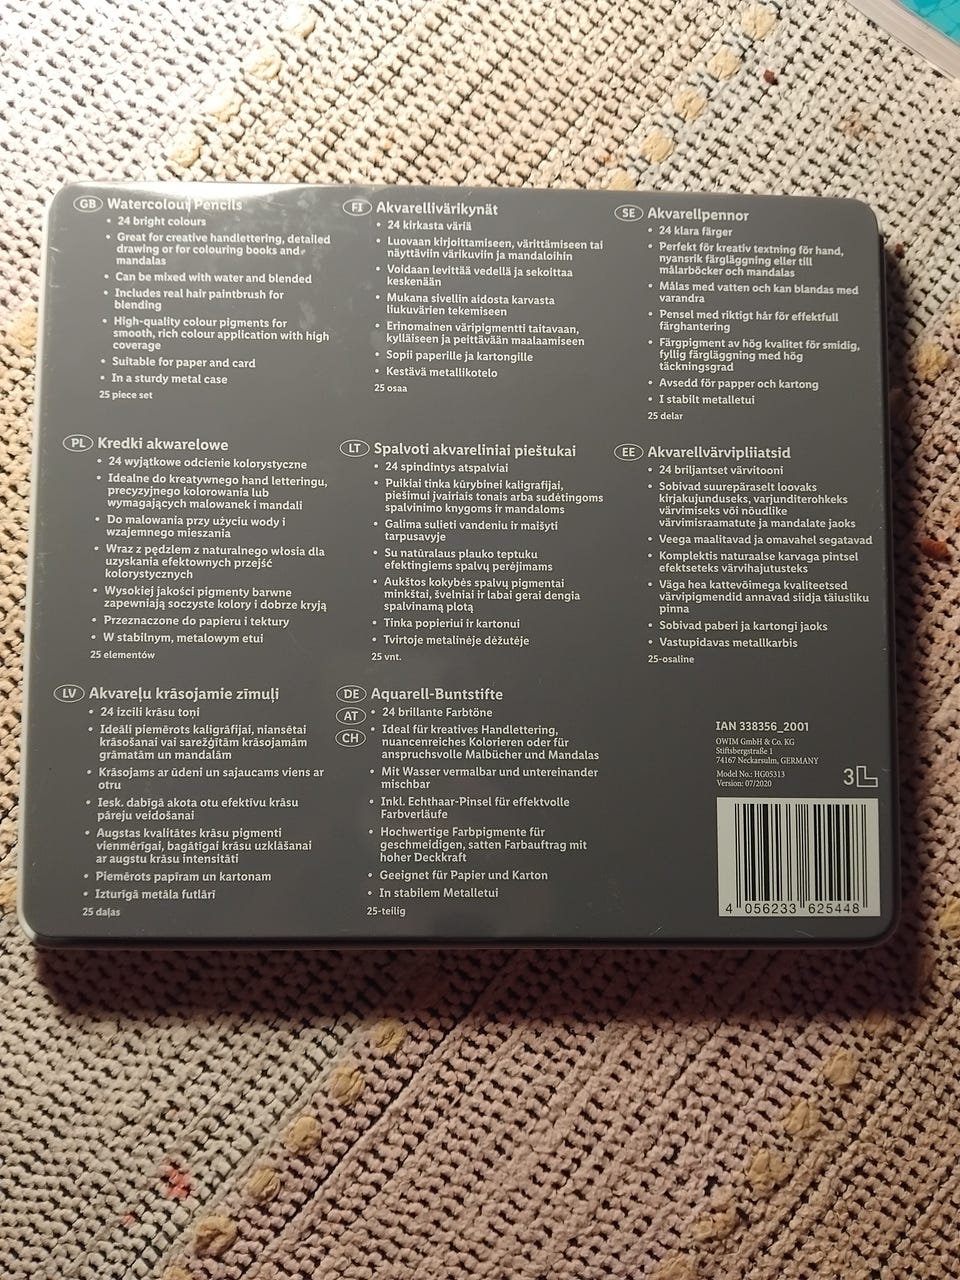 GB Watercolour Pencils
• 24 bright colours
• Great for creative handlettering, detailed
drawing or for colouring books and
mandalas
• Can be mixed with water and blended
• Includes real hair paintbrush for
blending
• High-quality colour pigments for
smooth, rich colour application with high
coverage
• Suitable for paper and card
• In a sturdy metal case
25 piece set
FI Akvarellivärikynät
• 24 kirkasta väriä
• Luovaan kirjoittamiseen, värittämiseen tai
näyttäviin värikuviin ja mandaloihin
• Voidaan levittää vedellä ja sekoittaa
keskenään
• Mukana sivellin aidosta karvasta
liukuvärien tekemiseen
• Erinomainen väripigmentti taitavaan,
kylläiseen ja peittävään maalaamiseen
• Sopii paperille ja kartongille
• Kestävä metallikotelo
25 osaa
SE Akvarellpennor
• 24 klara färger
• Perfekt för kreativ textning för hand,
nyansrik färgläggning eller till
målarböcker och mandalas
• Målas med vatten och kan blandas med
varandra
• Pensel med riktigt hår för effektfull
färghantering
• Färgpigment av hög kvalitet för smidig,
fyllig färgläggning med hög
täckningsgrad
• Avsedd för papper och kartong
• I stabilt metalletui
25 delar
PL Kredki akwarelowe
• 24 wyjątkowe odcienie kolorystyczne
• Idealne do kreatywnego hand letteringu,
precyzyjnego kolorowania lub
wymagających malowanek i mandali
• Do malowania przy użyciu wody i
wzajemnego mieszania
• Wraz z pędzlem z naturalnego włosia dla
uzyskania efektownych przejść
kolorystycznych
• Wysokiej jakości pigmenty barwne
zapewniają soczyste kolory i dobrze kryją
• Przeznaczone do papieru i tektury
• W stabilnym, metalowym etui
25 elementów
LT Spalvoti akvareliniai pieštukai
• 24 spindintys atspalviai
• Puikiai tinka kūrybinei kaligrafijai,
piešimui įvairiais tonais arba sudėtingoms
spalvinimo knygoms ir mandaloms
• Galima sulieti vandeniu ir maišyti
tarpusavyje
• Su natūralaus plauko teptuku
efektingiems spalvų perėjimams
• Aukštos kokybės spalvų pigmentai
minkštai, švelniai ir labai gerai dengia
spalvinamą plotą
• Tinka popieriui ir kartonui
• Tvirtoje metalinėje dėžutėje
25 vnt.
EE Akvarellvärvipliiatsid
• 24 briljantset värvitooni
• Sobivad suurepäraselt loovaks
kirjakujunduseks, varjunditerohkeks
värvimiseks või nõudlike
värvimisraamatute ja mandalate jaoks
• Veega maalitavad ja omavahel segatavad
• Komplektis naturaalse karvaga pintsel
efektseteks värvihajutusteks
• Väga hea kattevõimega kvaliteetsed
värvipigmendid annavad siidja täiusliku
pinna
• Sobivad paberi ja kartongi jaoks
• Vastupidavas metallkarbis
25-osaline
LV Akvareļu krāsojamie zīmuļi
• 24 izcili krāsu toņi
• Ideāli piemērots kaligrāfijai, niansētai
krāsošanai vai sarežģītām krāsojamām
grāmatām un mandalām
• Krāsojams ar ūdeni un sajaucams viens ar
otru
• Iesk. dabīgā akota otu efektīvu krāsu
pāreju veidošanai
• Augstas kvalitātes krāsu pigmenti
vienmērīgai, bagātīgai krāsu uzklāšanai
ar augstu krāsu intensitāti
• Piemērots papīram un kartonam
• Izturīgā metāla futlārī
25 daļas
DE AT CH Aquarell-Buntstifte
• 24 brillante Farbtöne
• Ideal für kreatives Handlettering,
nuancenreiches Kolorieren oder für
anspruchsvolle Malbücher und Mandalas
• Mit Wasser vermalbar und untereinander
mischbar
• Inkl. Echthaar-Pinsel für effektvolle
Farbverläufe
• Hochwertige Farbpigmente für
geschmeidigen, satten Farbauftrag mit
hoher Deckkraft
• Geeignet für Papier und Karton
• In stabilem Metalletui
25-teilig
IAN 338356_2001
OWIM GmbH & Co. KG
Stiftsbergstraße 1
74167 Neckarsulm, GERMANY
Model No.: HG05313
Version: 07/2020
3L
4 056233 625448